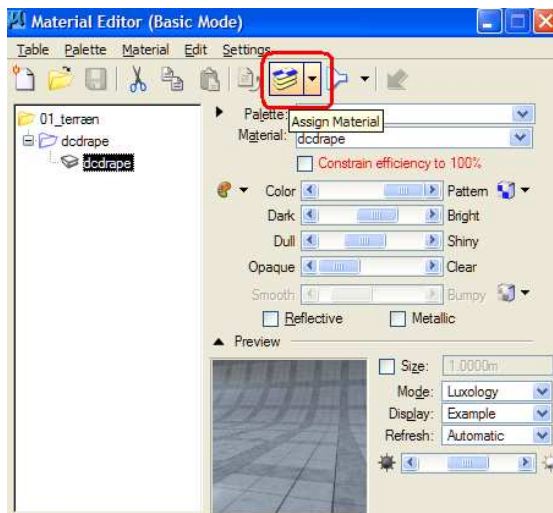 Material Editor (Basic Mode)
Table Palette Material Edit Settings
01_terræn
dcdrape
dcdrape
Palette:
Assign Material
Material: dcdrape
Constrain efficiency to 100%
Color Pattern
Dark Bright
Dull Shiny
Opaque Clear
Smooth Bumpy
Reflective Metallic
Preview
Size: 1.0000m
Mode: Luxology
Display: Example
Refresh: Automatic